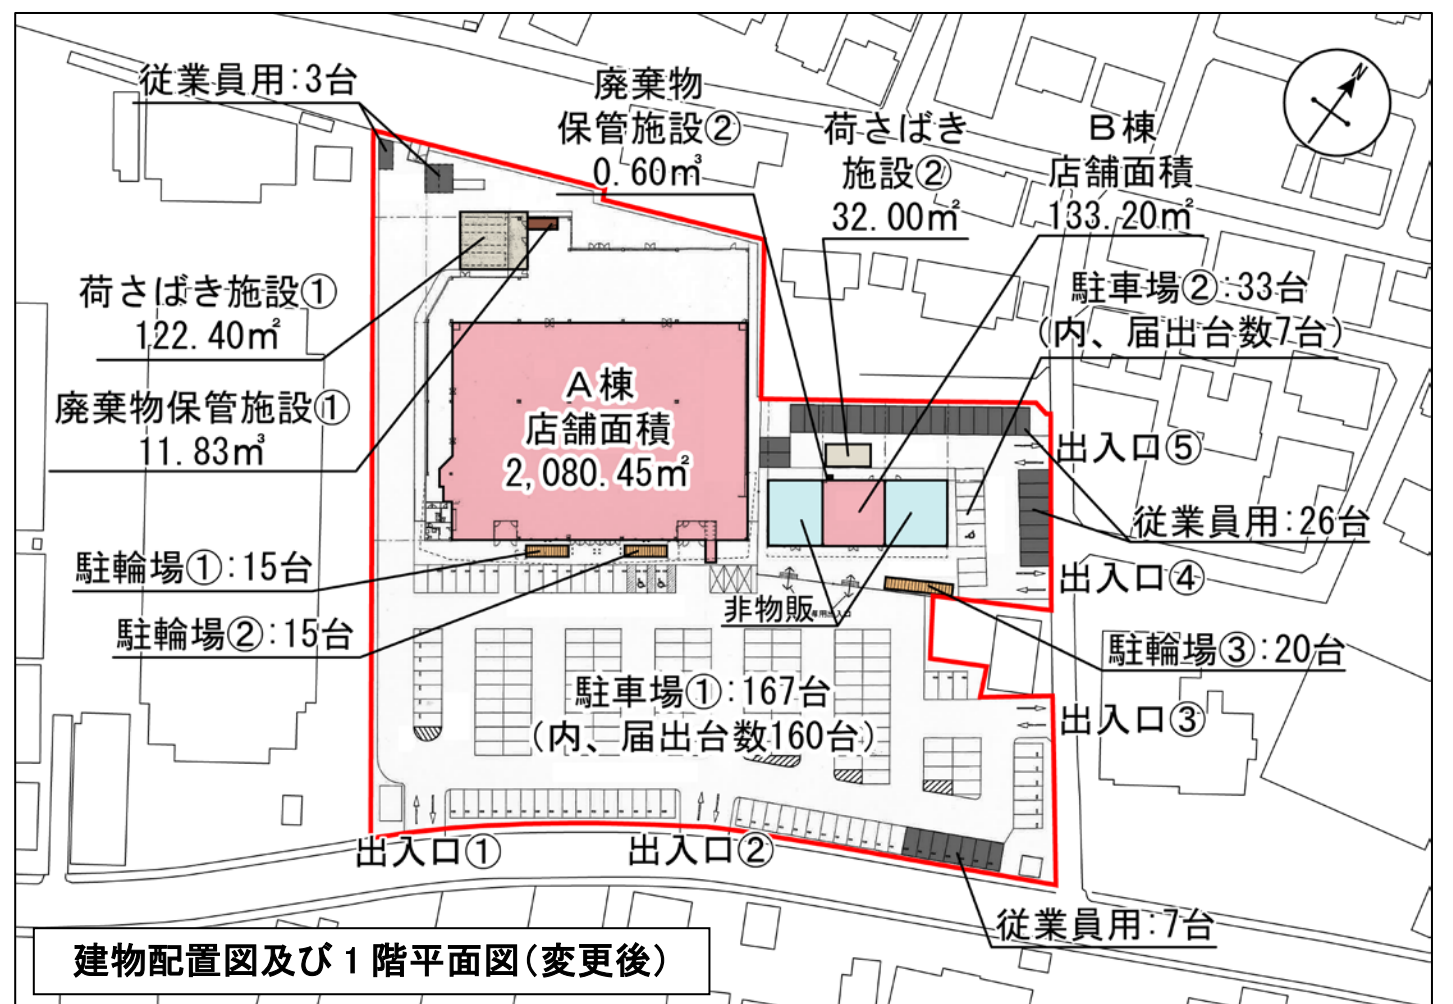 従業員用:3台
廃棄物
保管施設②
0.60㎥
荷さばき
施設②
32.00㎡
B棟
店舗面積
133.20㎡
N
駐車場②:33台
(内、届出台数7台)
荷さばき施設①
122.40㎡
廃棄物保管施設①
11.83㎥
A棟
店舗面積
2,080.45㎡
出入口⑤
従業員用:26台
出入口④
駐輪場①:15台
駐輪場②:15台
非物販
駐輪場③:20台
駐車場①:167台
(内、届出台数160台)
出入口③
出入口①
出入口②
従業員用:7台
建物配置図及び1階平面図(変更後)